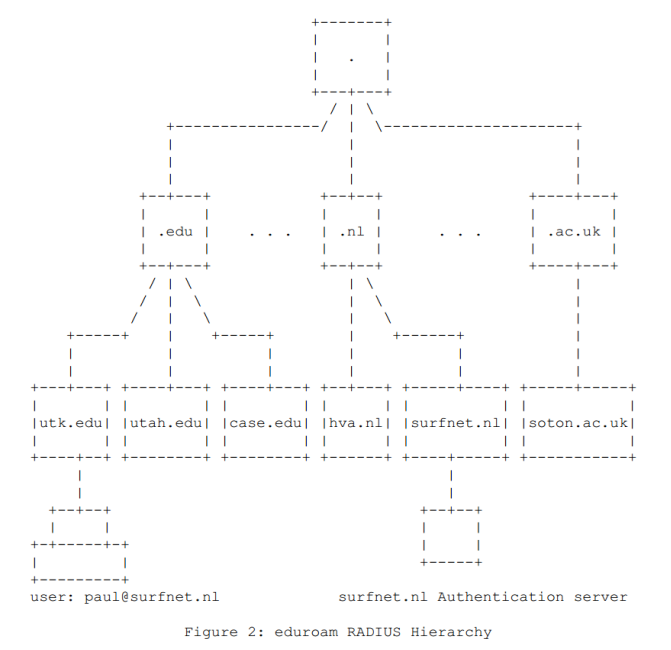 .
.edu . . . .nl . . . .ac.uk
utk.edu utah.edu case.edu hva.nl surfnet.nl soton.ac.uk
user: paul@surfnet.nl surfnet.nl Authentication server
Figure 2: eduroam RADIUS Hierarchy